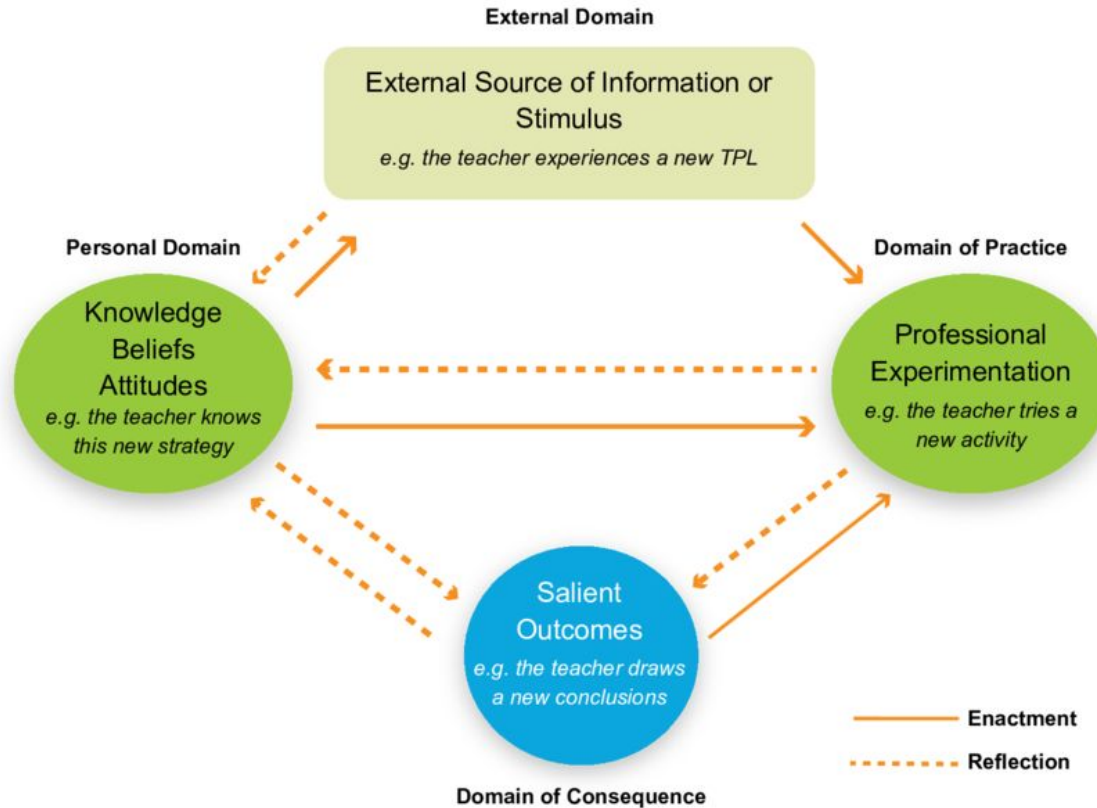 External Domain
External Source of Information or
Stimulus
e.g. the teacher experiences a new TPL
Personal Domain
Knowledge
Beliefs
Attitudes
e.g. the teacher knows
this new strategy
Domain of Practice
Professional
Experimentation
e.g. the teacher tries a
new activity
Salient
Outcomes
e.g. the teacher draws
a new conclusions
Domain of Consequence
Enactment
Reflection